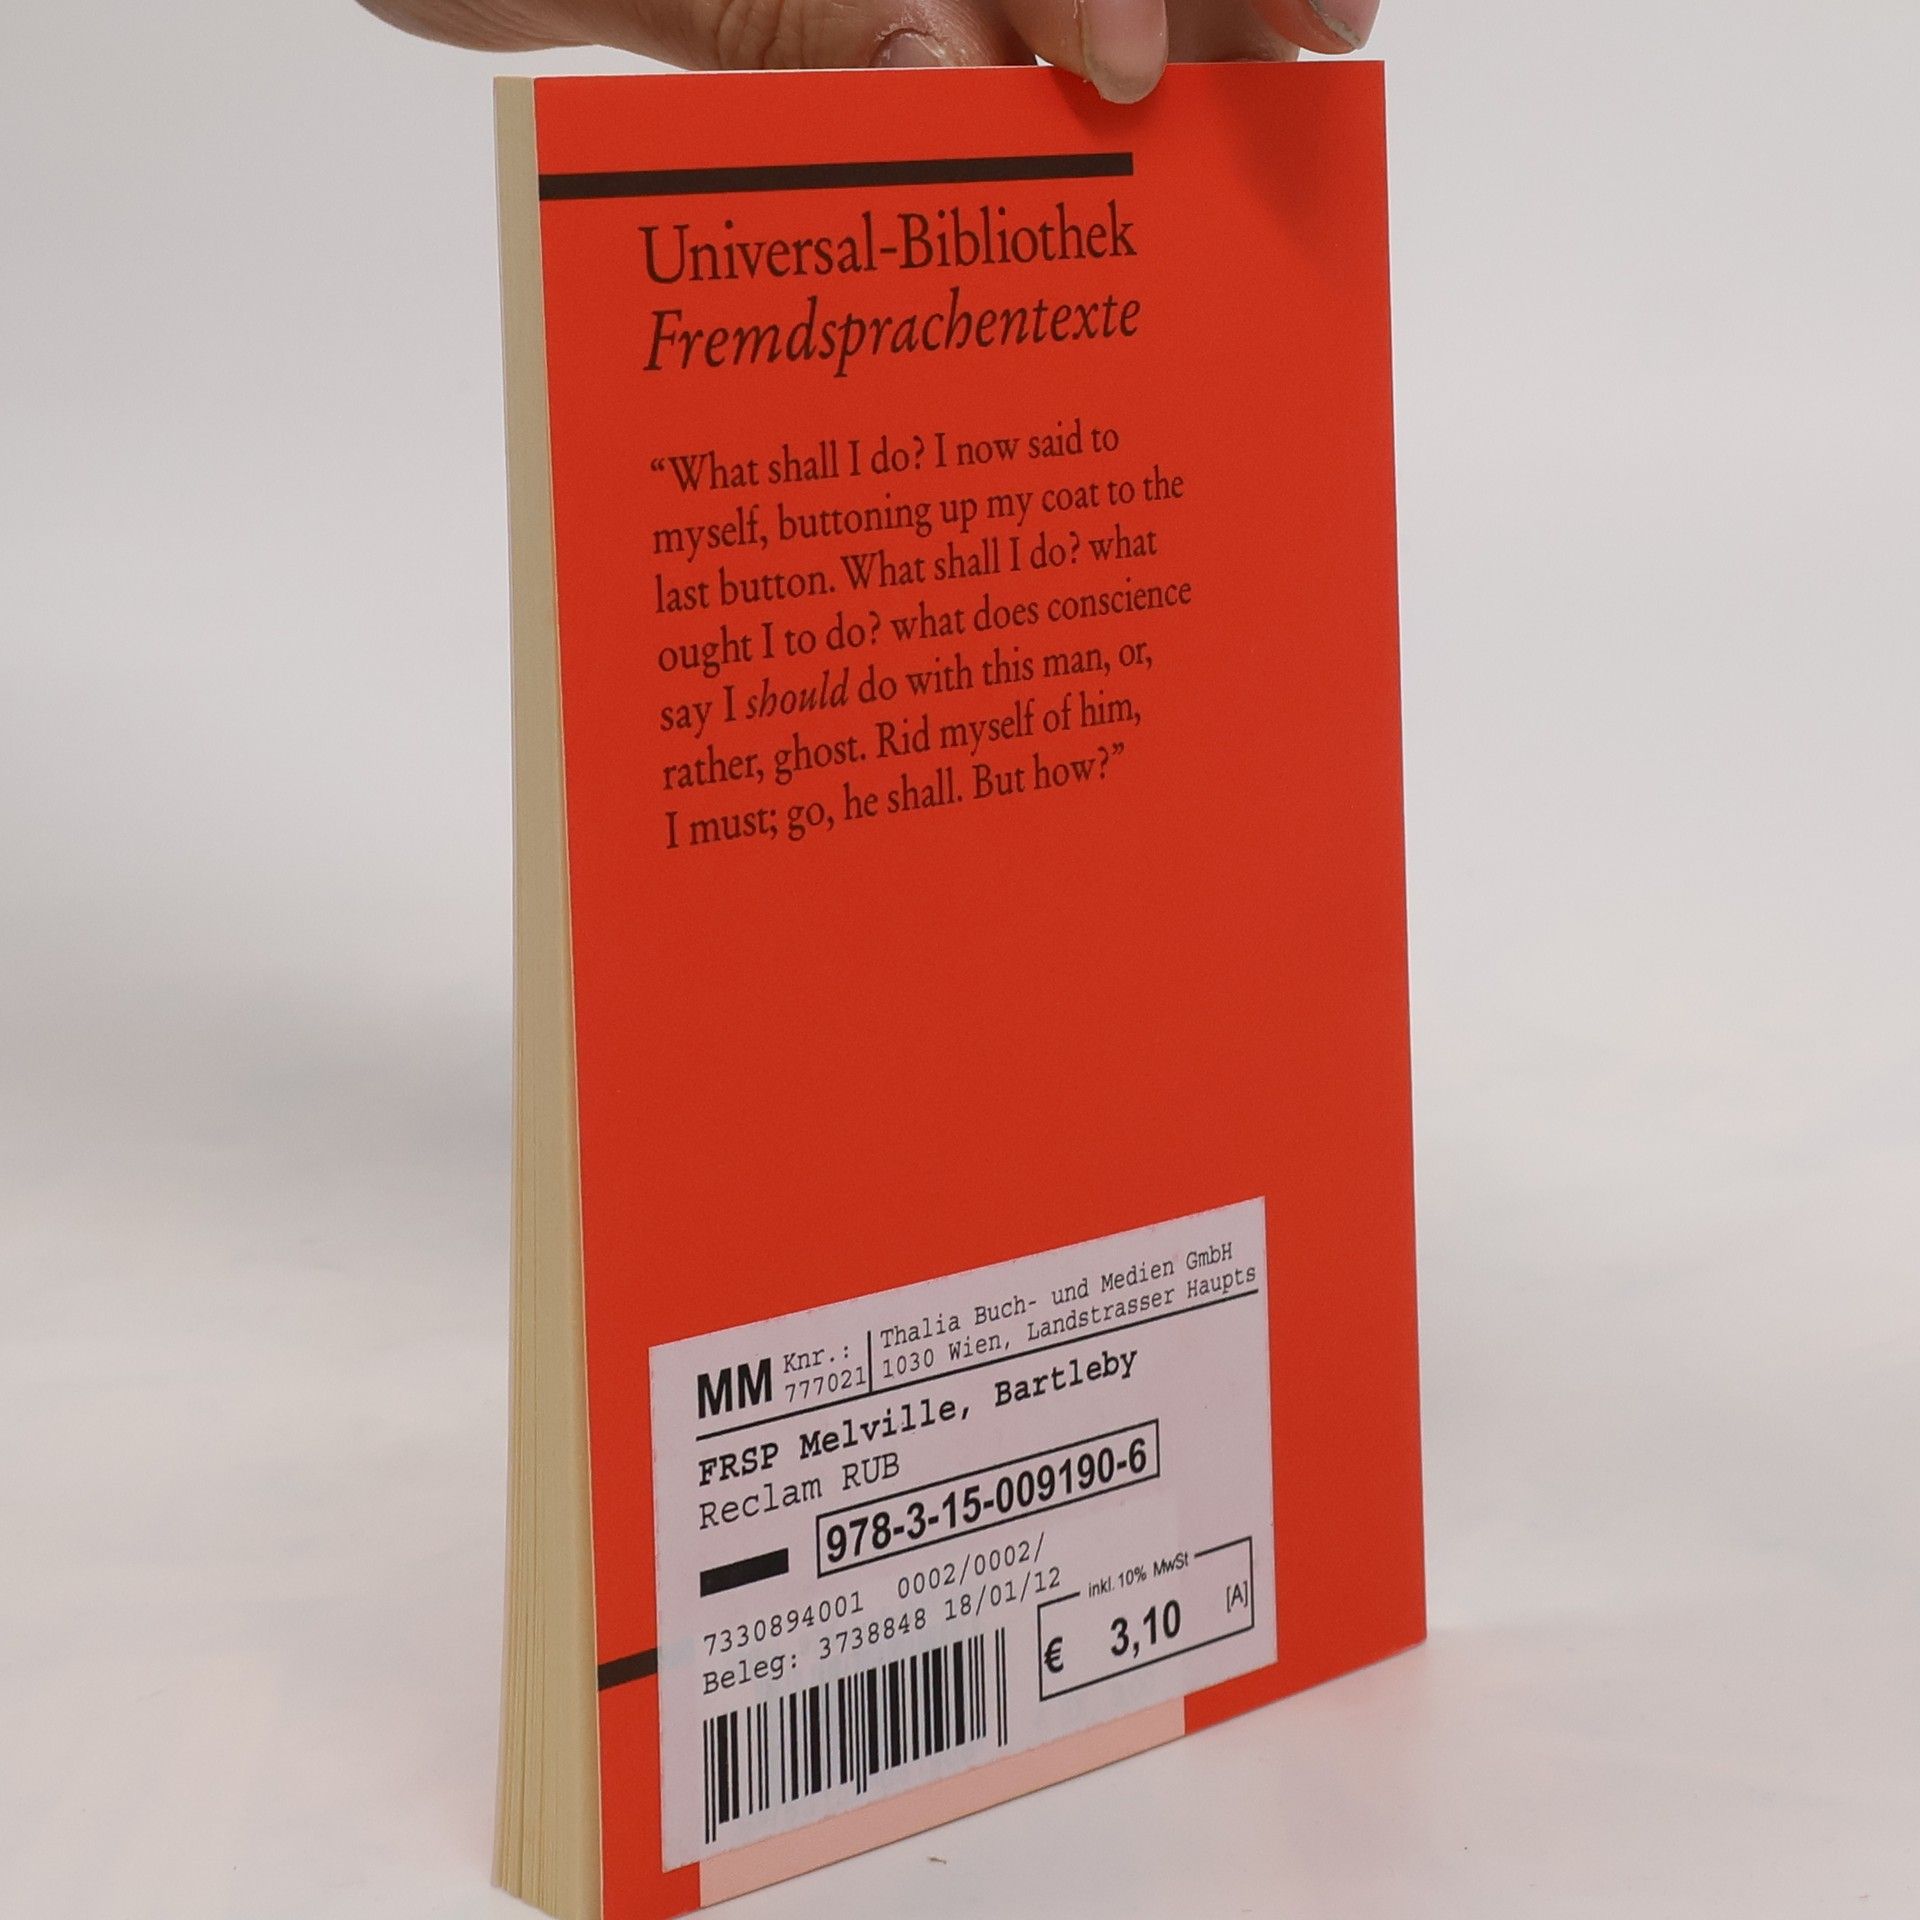 Universal-Bibliothek
Fremdsprachentexte
“What shall I do? I now said to
myself, buttoning up my coat to the
last button. What shall I do? what
ought I to do? what does conscience
say I should do with this man, or,
rather, ghost. Rid myself of him,
I must; go, he shall. But how?”
MM Knr.: 777021
Thalia Buch- und Medien GmbH
1030 Wien, Landstrasser Haupts
FRSP Melville, Bartleby
Reclam RUB
978-3-15-009190-6
7330894001 0002/0002/
Beleg: 3738848 18/01/12
inkl. 10% MwSt
€ 3,10 [A]